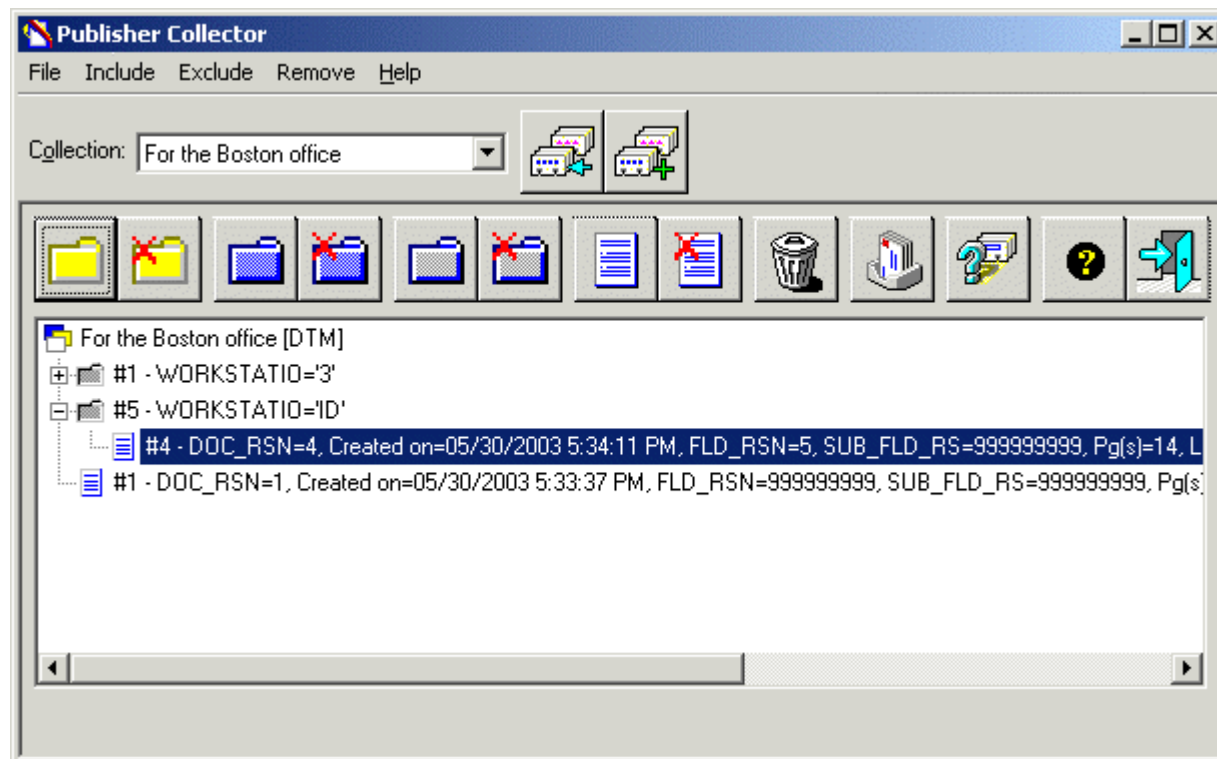 Publisher Collector
File Include Exclude Remove Help
Collection: For the Boston office
For the Boston office [DTM]
#1 - WORKSTATIO='3'
#5 - WORKSTATIO='ID'
#4 - DOC_RSN=4, Created on=05/30/2003 5:34:11 PM, FLD_RSN=5, SUB_FLD_RS=999999999, Pg(s)=14, L
#1 - DOC_RSN=1, Created on=05/30/2003 5:33:37 PM, FLD_RSN=999999999, SUB_FLD_RS=999999999, Pg(s)